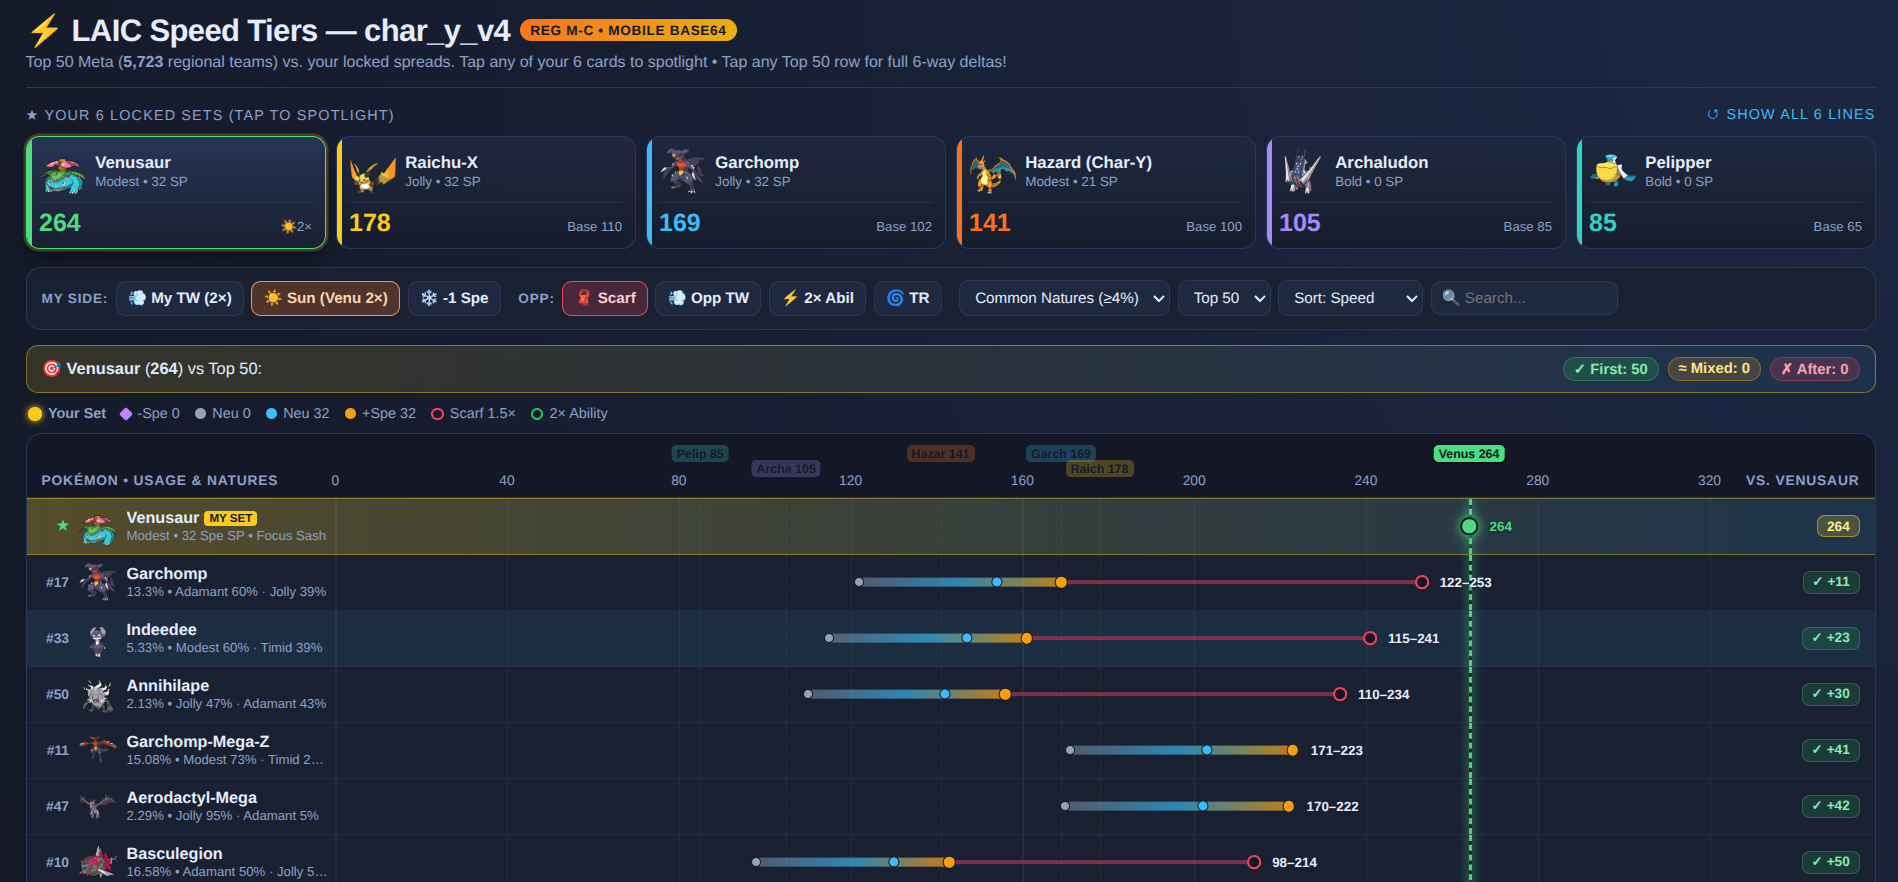 ⚡ LAIC Speed Tiers — char_y_v4 REG M-C • MOBILE BASE64
Top 50 Meta (5,723 regional teams) vs. your locked spreads. Tap any of your 6 cards to spotlight • Tap any Top 50 row for full 6-way deltas!
★ YOUR 6 LOCKED SETS (TAP TO SPOTLIGHT) ↺ SHOW ALL 6 LINES
Venusaur
Modest • 32 SP
264 ☀️2×
Raichu-X
Jolly • 32 SP
178 Base 110
Garchomp
Jolly • 32 SP
169 Base 102
Hazard (Char-Y)
Modest • 21 SP
141 Base 100
Archaludon
Bold • 0 SP
105 Base 85
Pelipper
Bold • 0 SP
85 Base 65
MY SIDE: 💨 My TW (2×) ☀️ Sun (Venu 2×) ❄️ -1 Spe OPP: 🧣 Scarf 💨 Opp TW ⚡ 2× Abil 🌀 TR Common Natures (≥4%) Top 50 Sort: Speed 🔍 Search...
🎯 Venusaur (264) vs Top 50: ✓ First: 50 ≈ Mixed: 0 ✗ After: 0
Your Set -Spe 0 Neu 0 Neu 32 +Spe 32 Scarf 1.5× 2× Ability
Pelip 85 Hazar 141 Garch 169 Venus 264
Archa 105 Raich 178
POKÉMON • USAGE & NATURES 0 40 80 120 160 200 240 280 320 VS. VENUSAUR
★ Venusaur MY SET 264 264
Modest • 32 Spe SP • Focus Sash
#17 Garchomp 122–253 ✓ +11
13.3% • Adamant 60% · Jolly 39%
#33 Indeedee 115–241 ✓ +23
5.33% • Modest 60% · Timid 39%
#50 Annihilape 110–234 ✓ +30
2.13% • Jolly 47% · Adamant 43%
#11 Garchomp-Mega-Z 171–223 ✓ +41
15.08% • Modest 73% · Timid 2…
#47 Aerodactyl-Mega 170–222 ✓ +42
2.29% • Jolly 95% · Adamant 5%
#10 Basculegion 98–214 ✓ +50
16.58% • Adamant 50% · Jolly 5…